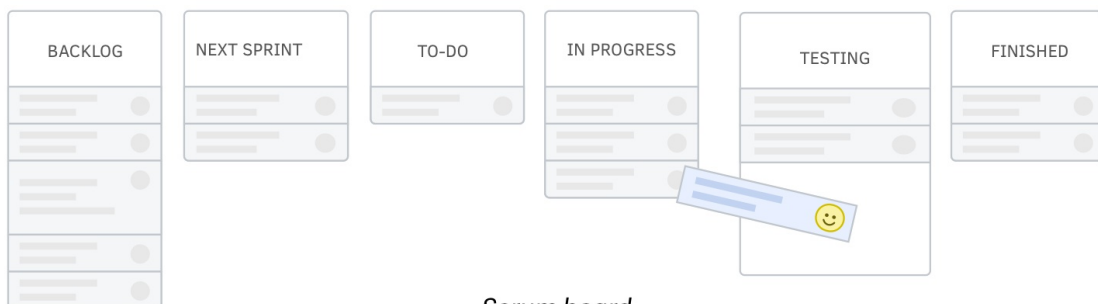 BACKLOG
NEXT SPRINT
TO-DO
IN PROGRESS
TESTING
FINISHED
Scrum board